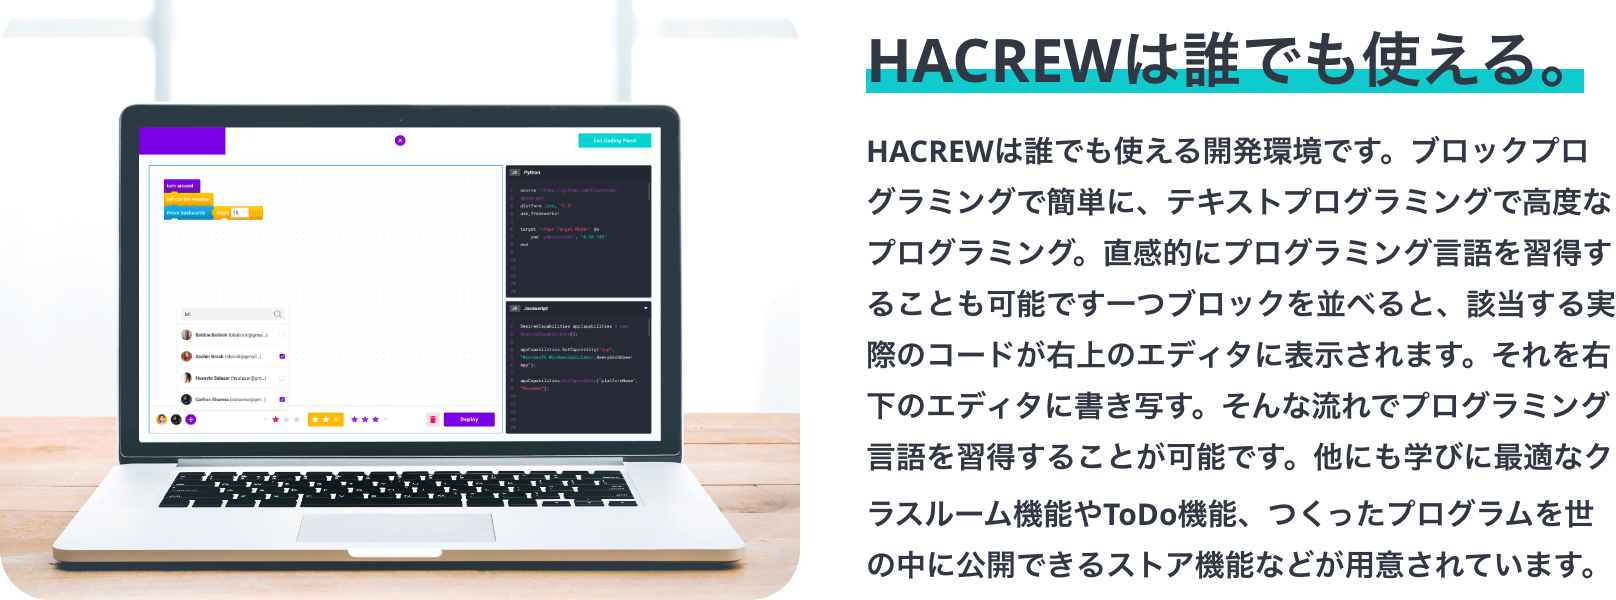 HACREWは誰でも使える。
HACREWは誰でも使える開発環境です。ブロックプロ
グラミングで簡単に、テキストプログラミングで高度な
プログラミング。直感的にプログラミング言語を習得す
ることも可能です一つブロックを並べると、該当する実
際のコードが右上のエディタに表示されます。それを右
下のエディタに書き写す。そんな流れでプログラミング
言語を習得することが可能です。他にも学びに最適なク
ラスルーム機能やToDo機能、つくったプログラムを世
の中に公開できるストア機能などが用意されています。
Exit Coding Panel
turn around
tell me the weather
move backwards
steps 15
Python
platform :ios, '9.0'
use_frameworks!
end
Javascript
Bobbie Bullock
Sachin Brock
Huseyin Salazar
Carlton Sharma
Deploy